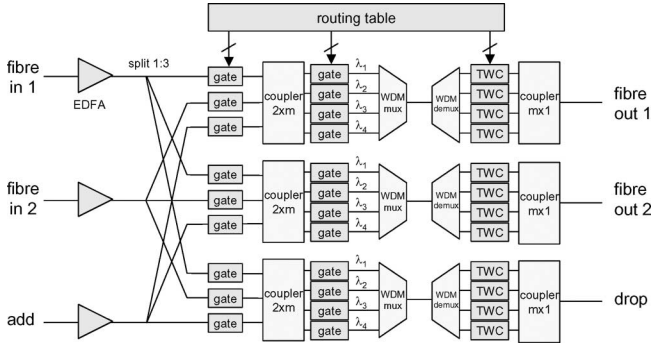 routing table
fibre
in 1
EDFA
split 1:3
gate
gate
gate
coupler
2xm
gate
gate
gate
gate
λ1
λ2
λ3
λ4
WDM
mux
WDM
demux
TWC
TWC
TWC
TWC
coupler
mx1
fibre
out 1
fibre
in 2
gate
gate
gate
coupler
2xm
gate
gate
gate
gate
λ1
λ2
λ3
λ4
WDM
mux
WDM
demux
TWC
TWC
TWC
TWC
coupler
mx1
fibre
out 2
add
gate
gate
gate
coupler
2xm
gate
gate
gate
gate
λ1
λ2
λ3
λ4
WDM
mux
WDM
demux
TWC
TWC
TWC
TWC
coupler
mx1
drop